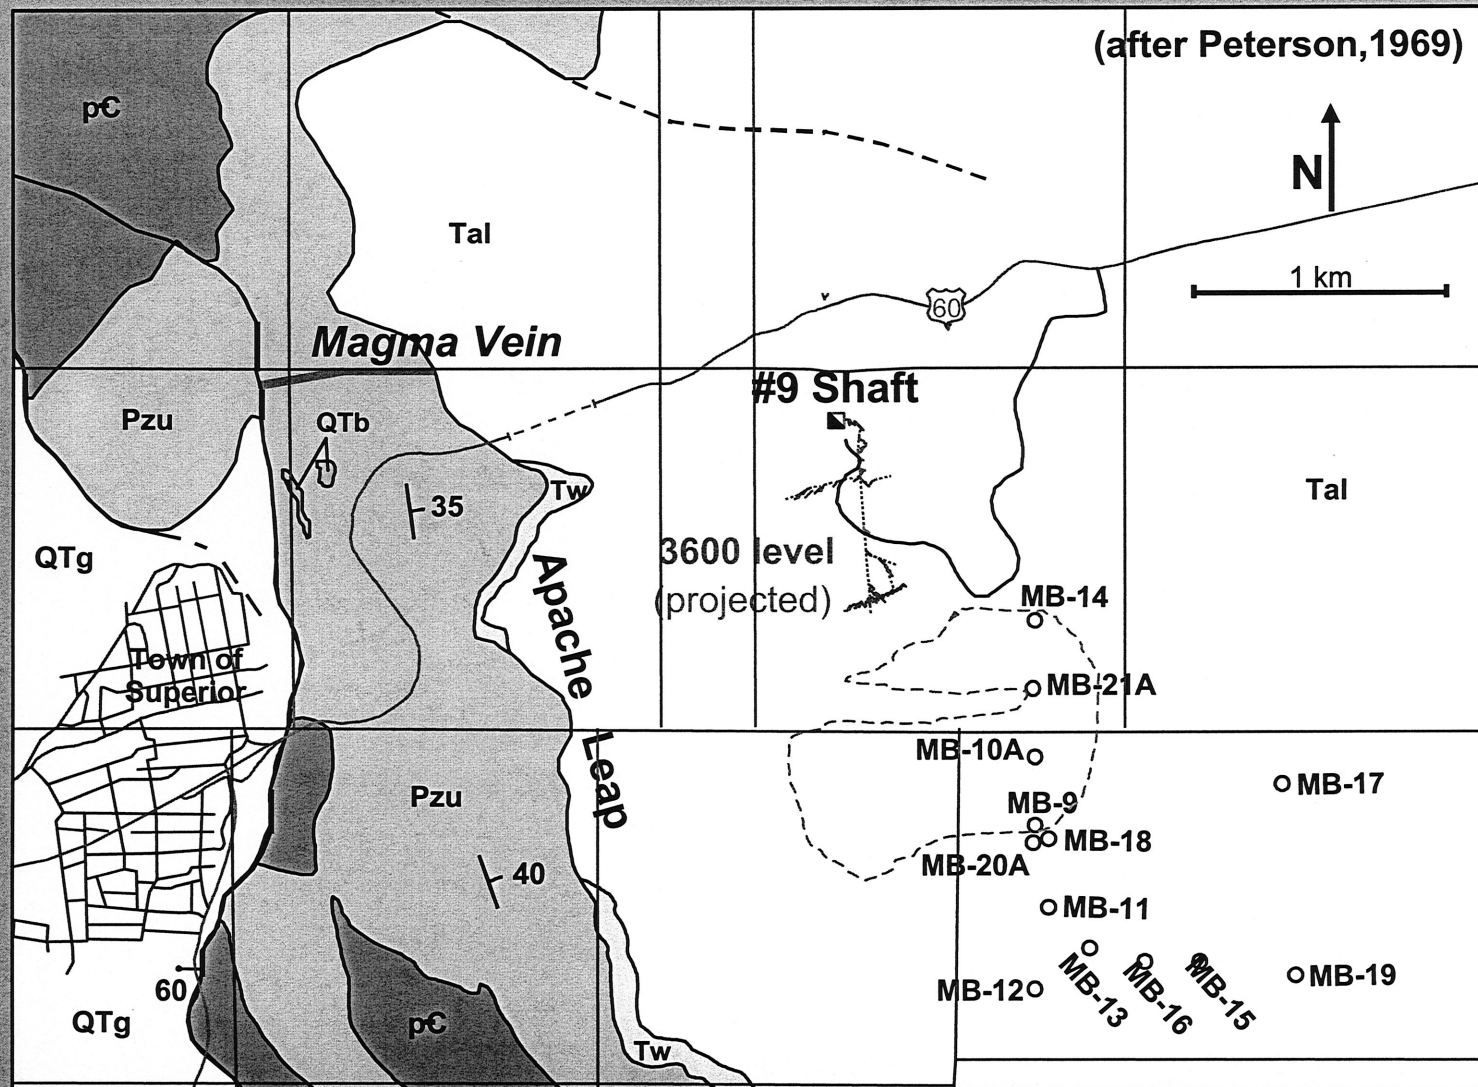 (after Peterson,1969)
p€
N
Tal
1 km
60
Magma Vein
#9 Shaft
Pzu
QTb
Tw
35
Tal
QTg
3600 level
(projected)
Apache
Leap
MB-14
Town of
Superior
MB-21A
MB-10A
MB-17
Pzu
MB-9
MB-18
MB-20A
40
MB-11
60
MB-12
MB-13
MB-16
MB-15
MB-19
QTg
p€
Tw